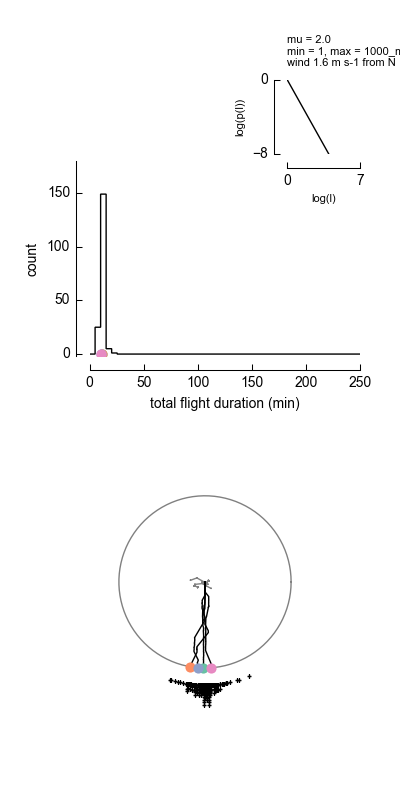 mu = 2.0
min = 1, max = 1000_m
wind 1.6 m s-1 from N
0
−8
log(p(l))
0 7
log(l)
150
100
50
0
count
0 50 100 150 200 250
total flight duration (min)